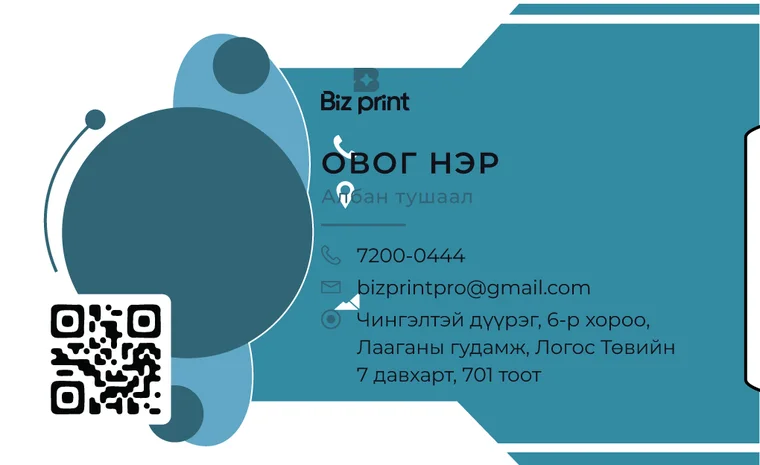 Biz print
ОВОГ НЭР
Албан тушаал
7200-0444
bizprintpro@gmail.com
Чингэлтэй дүүрэг, 6-р хороо,
Лааганы гудамж, Логос Төвийн
7 давхарт, 701 тоот